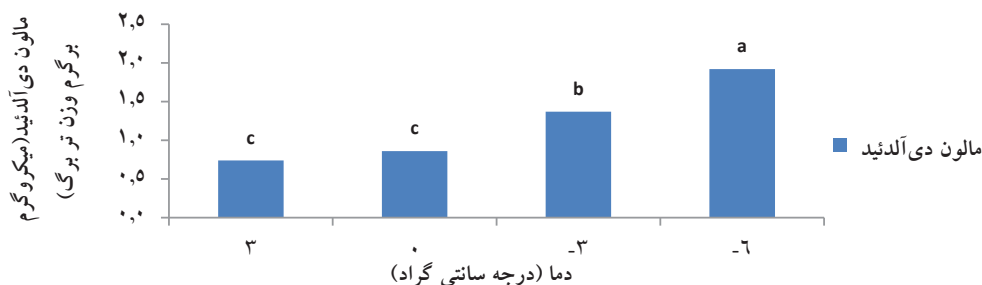 مالون دی‌آلدئید(میکروگرم
برگرم وزن تر برگ)
۲٫۵
۲٫۰
۱٫۵
۱٫۰
۰٫۵
۰٫۰
c
c
b
a
۳
۰
-۳
-٦
دما (درجه سانتی گراد)
مالون دی‌آلدئید